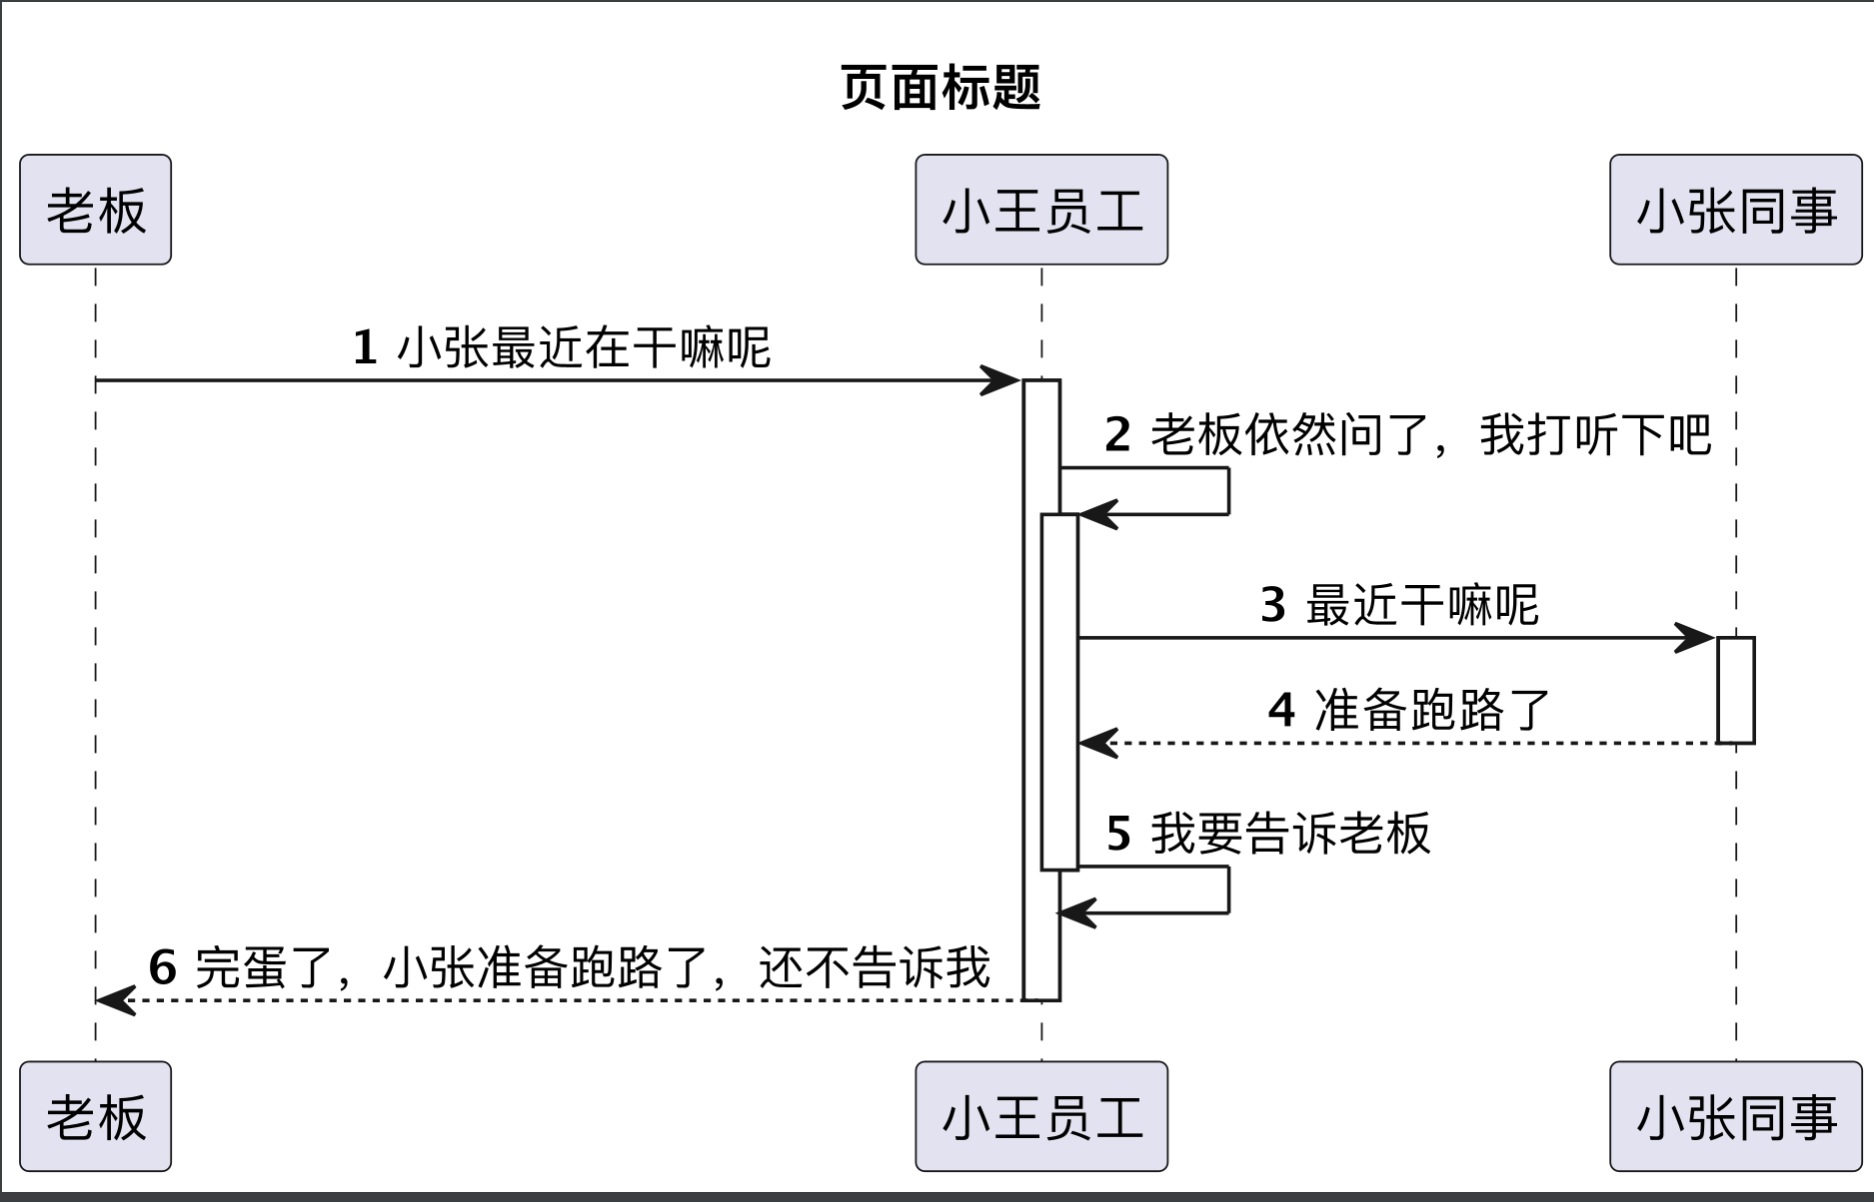 页面标题
老板
小王员工
小张同事
1 小张最近在干嘛呢
2 老板依然问了，我打听下吧
3 最近干嘛呢
4 准备跑路了
5 我要告诉老板
6 完蛋了，小张准备跑路了，还不告诉我
老板
小王员工
小张同事